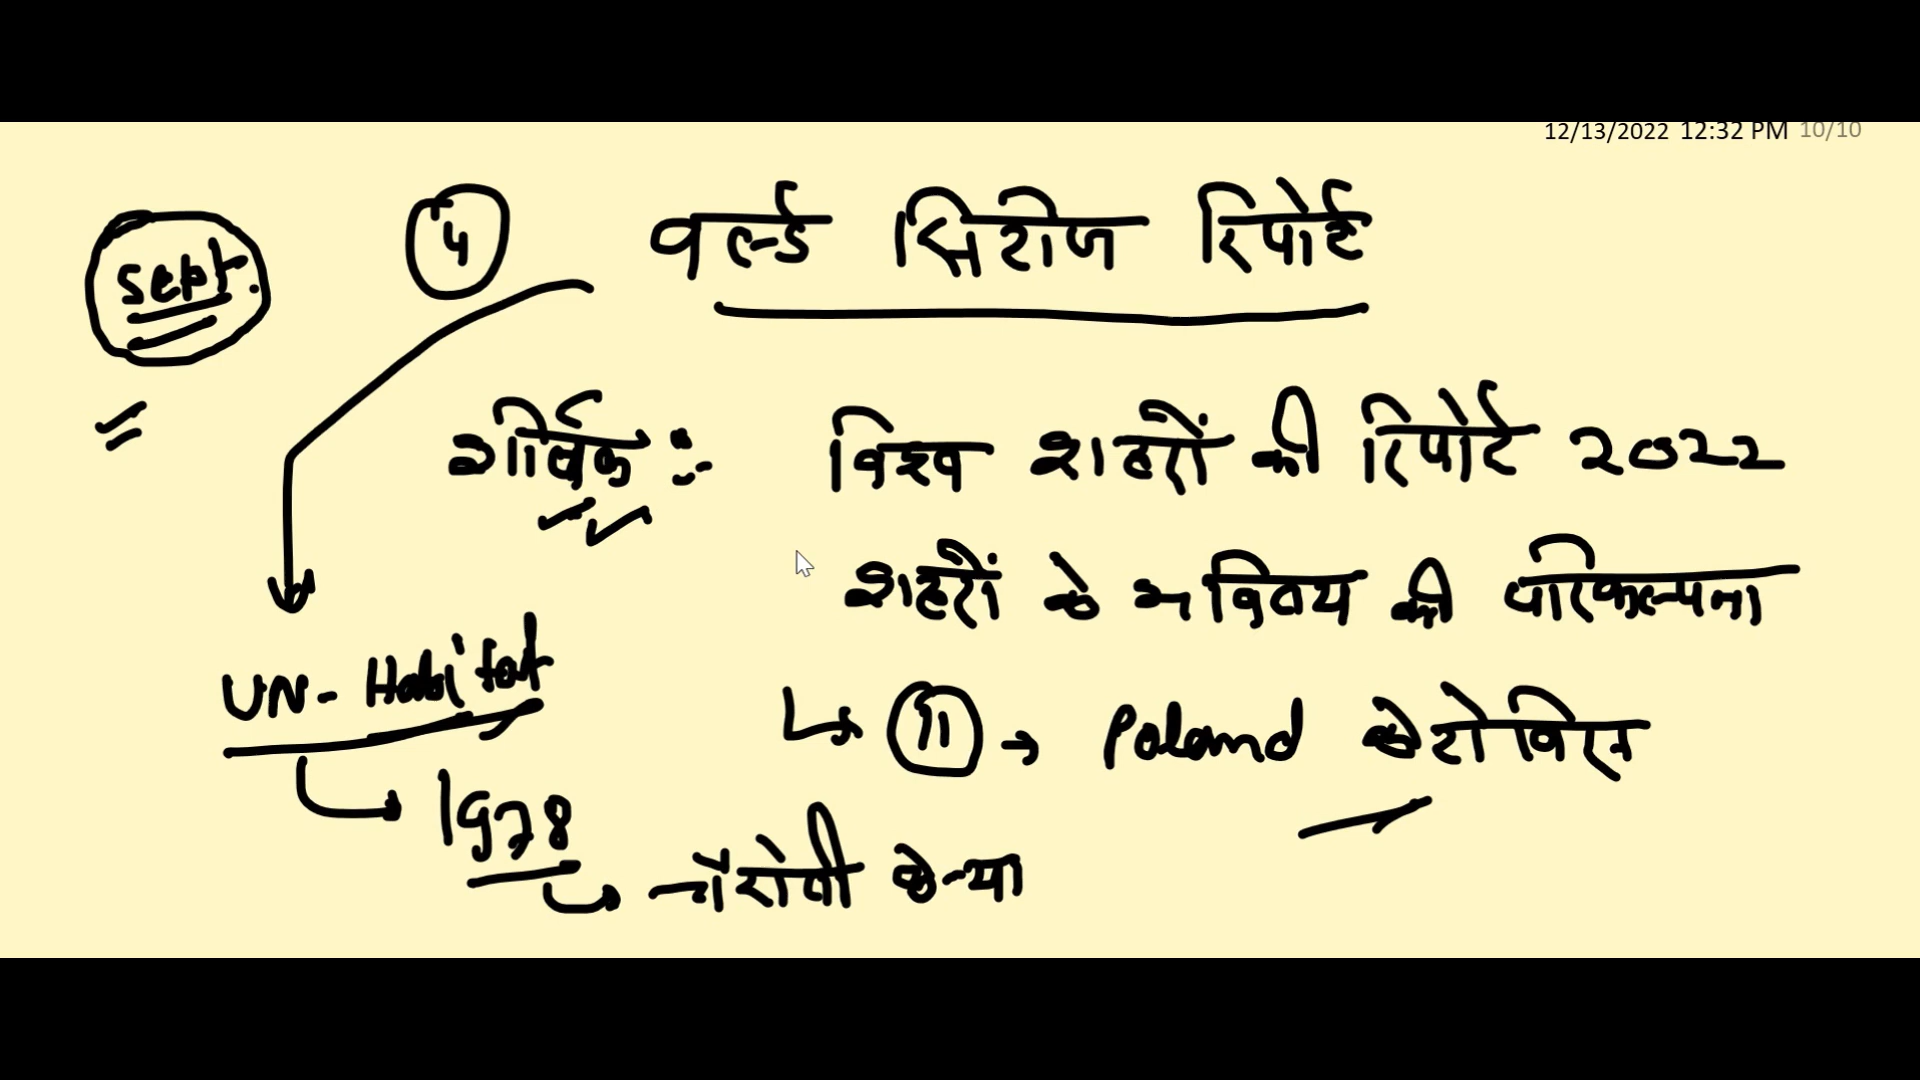 12/13/2022 12:32 PM 10/10
Sept.
5 वर्ल्ड सिरीज रिपोर्ट
शीर्षक :- विश्व शहरों की रिपोर्ट 2022
शहरों के भविष्य की परिकल्पना
UN-Habitat
11 → Poland केटोविस
1978
नैरोबी केन्या